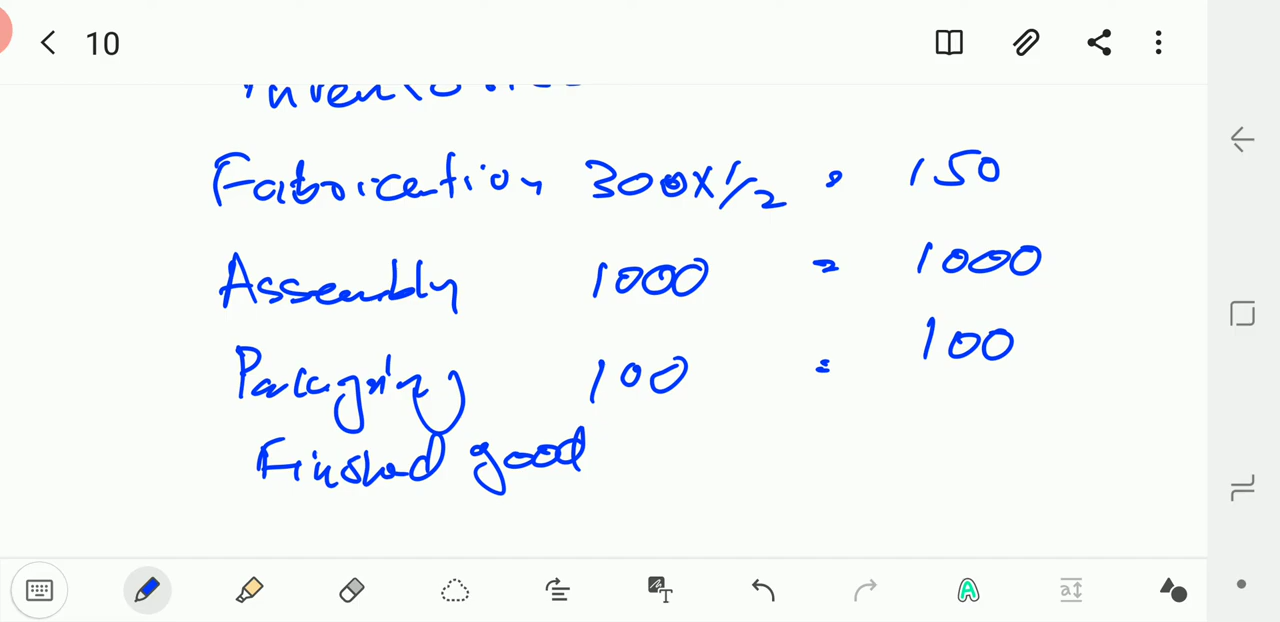 10
Fabrication 300x1/2 = 150
Assembly 1000 = 1000
Packaging 100 = 100
Finished good